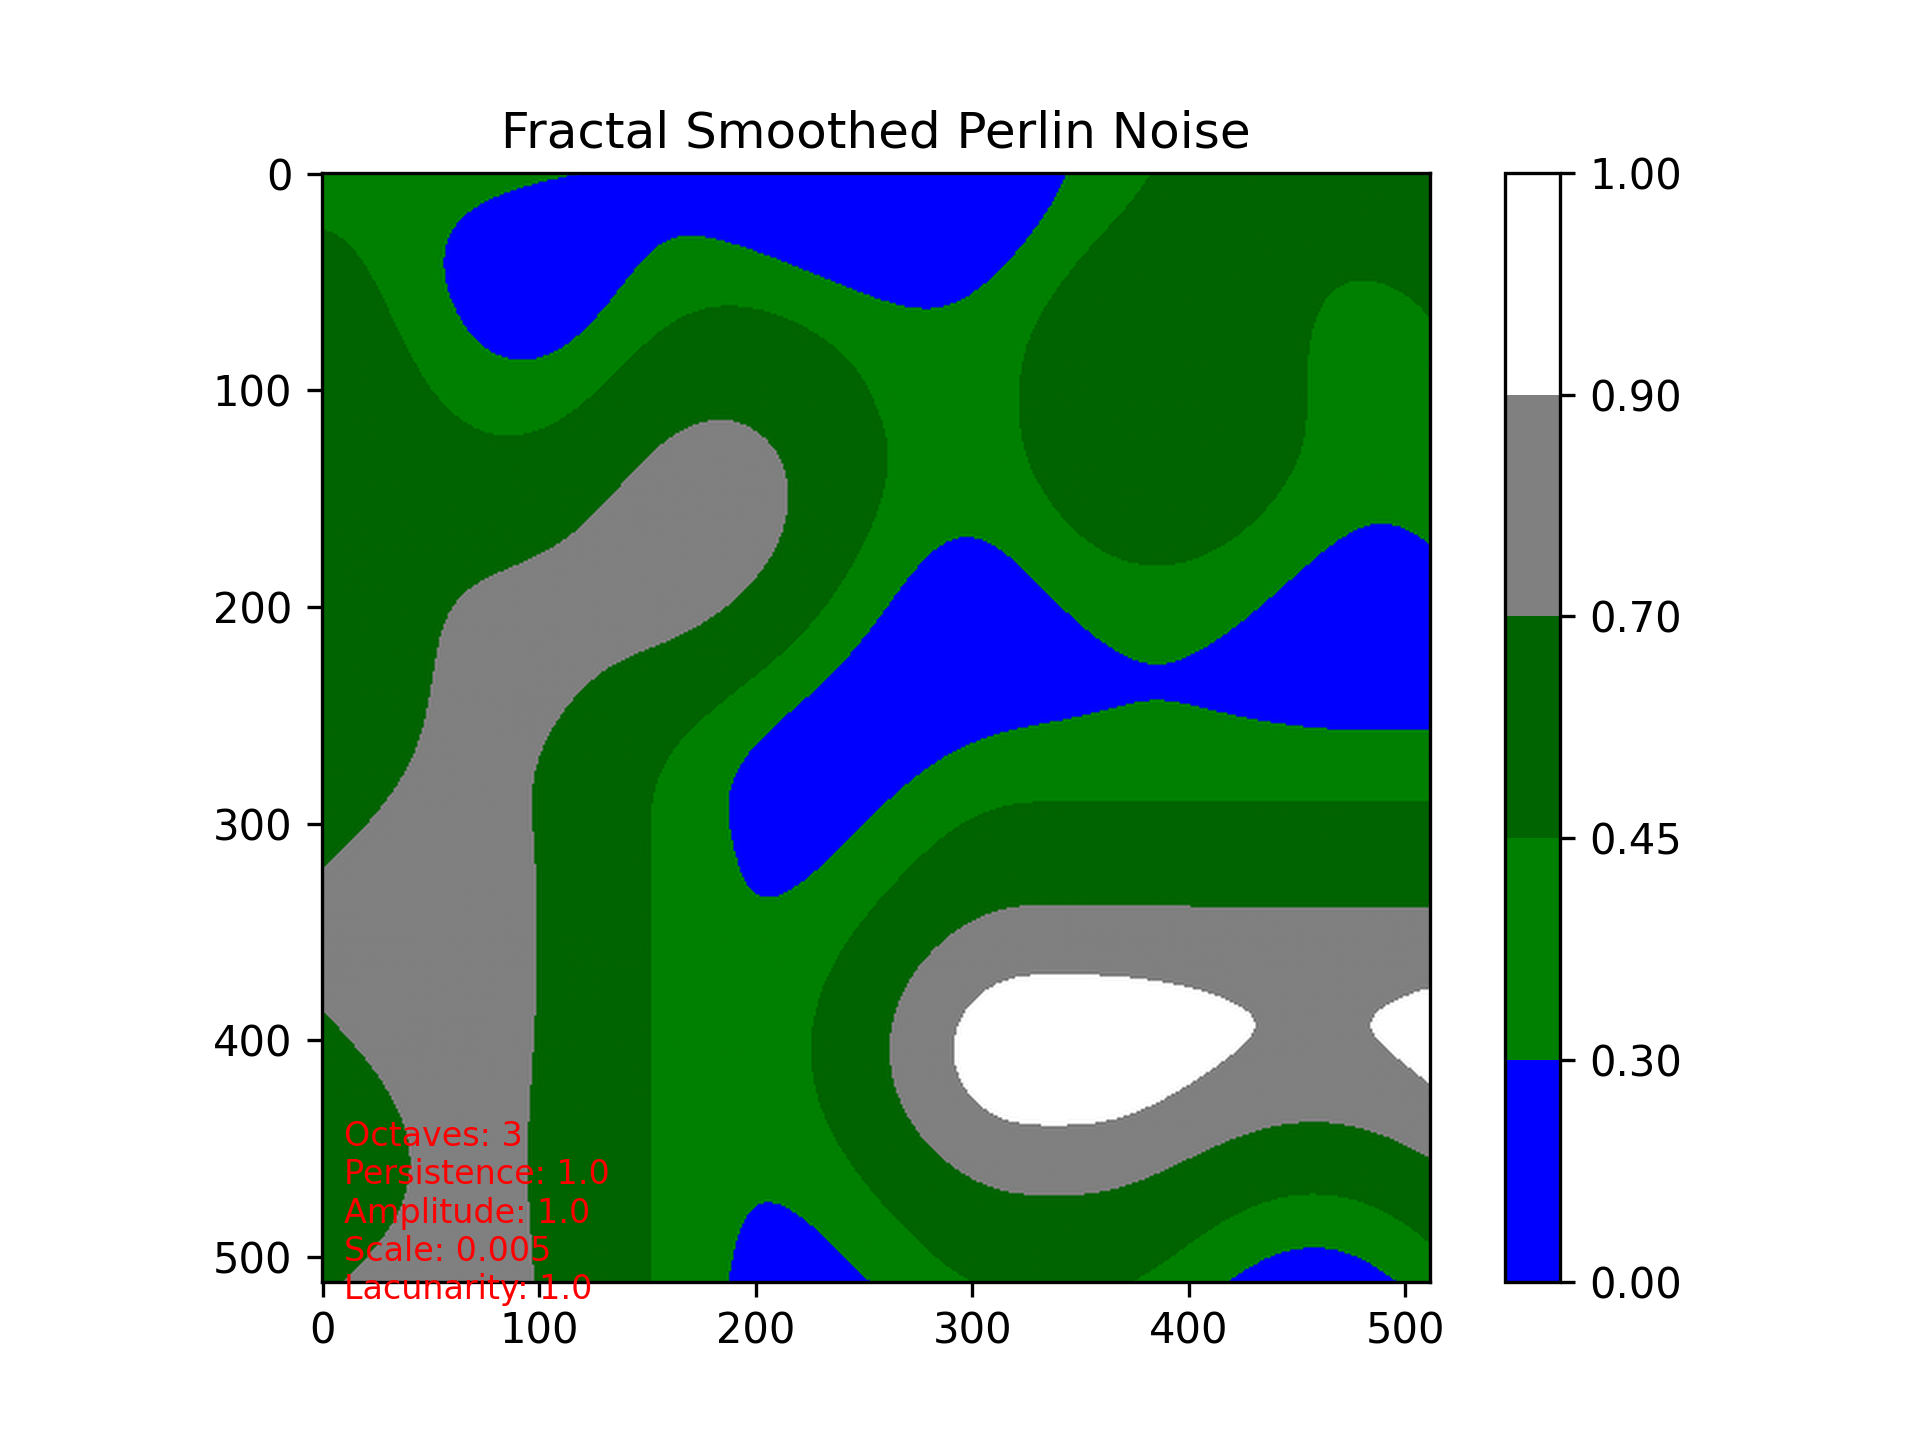 Fractal Smoothed Perlin Noise
0
100
200
300
400
500
Octaves: 3
Persistence: 1.0
Amplitude: 1.0
Scale: 0.005
Lacunarity: 1.0
0 100 200 300 400 500
1.00
0.90
0.70
0.45
0.30
0.00